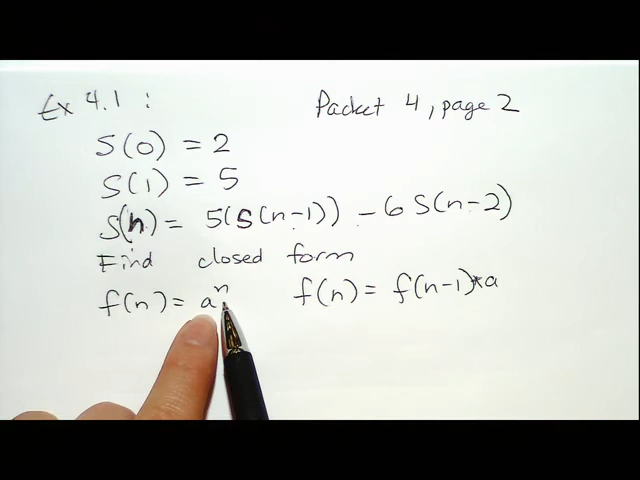 Ex 4.1 : Packet 4, page 2
S(0) = 2
S(1) = 5
S(n) = 5(S(n-1)) - 6 S(n-2)
Find closed form
f(n) = aⁿ f(n) = f(n-1)*a